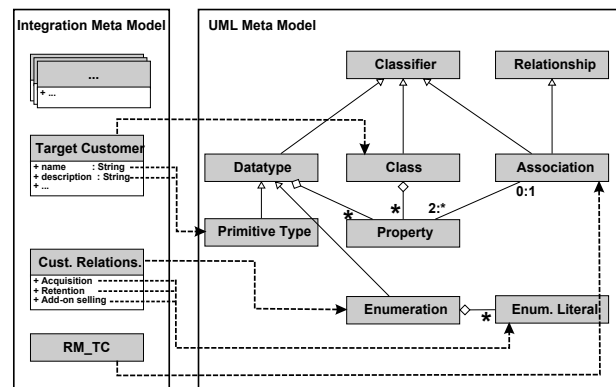 Integration Meta Model
UML Meta Model
...
+ ...
Classifier
Relationship
Target Customer
+ name : String
+ description : String
+ ...
Datatype
Class
Association
0:1
2:*
*
*
Primitive Type
Property
Cust. Relations.
+ Acquisition
+ Retention
+ Add-on selling
Enumeration
*
Enum. Literal
RM_TC